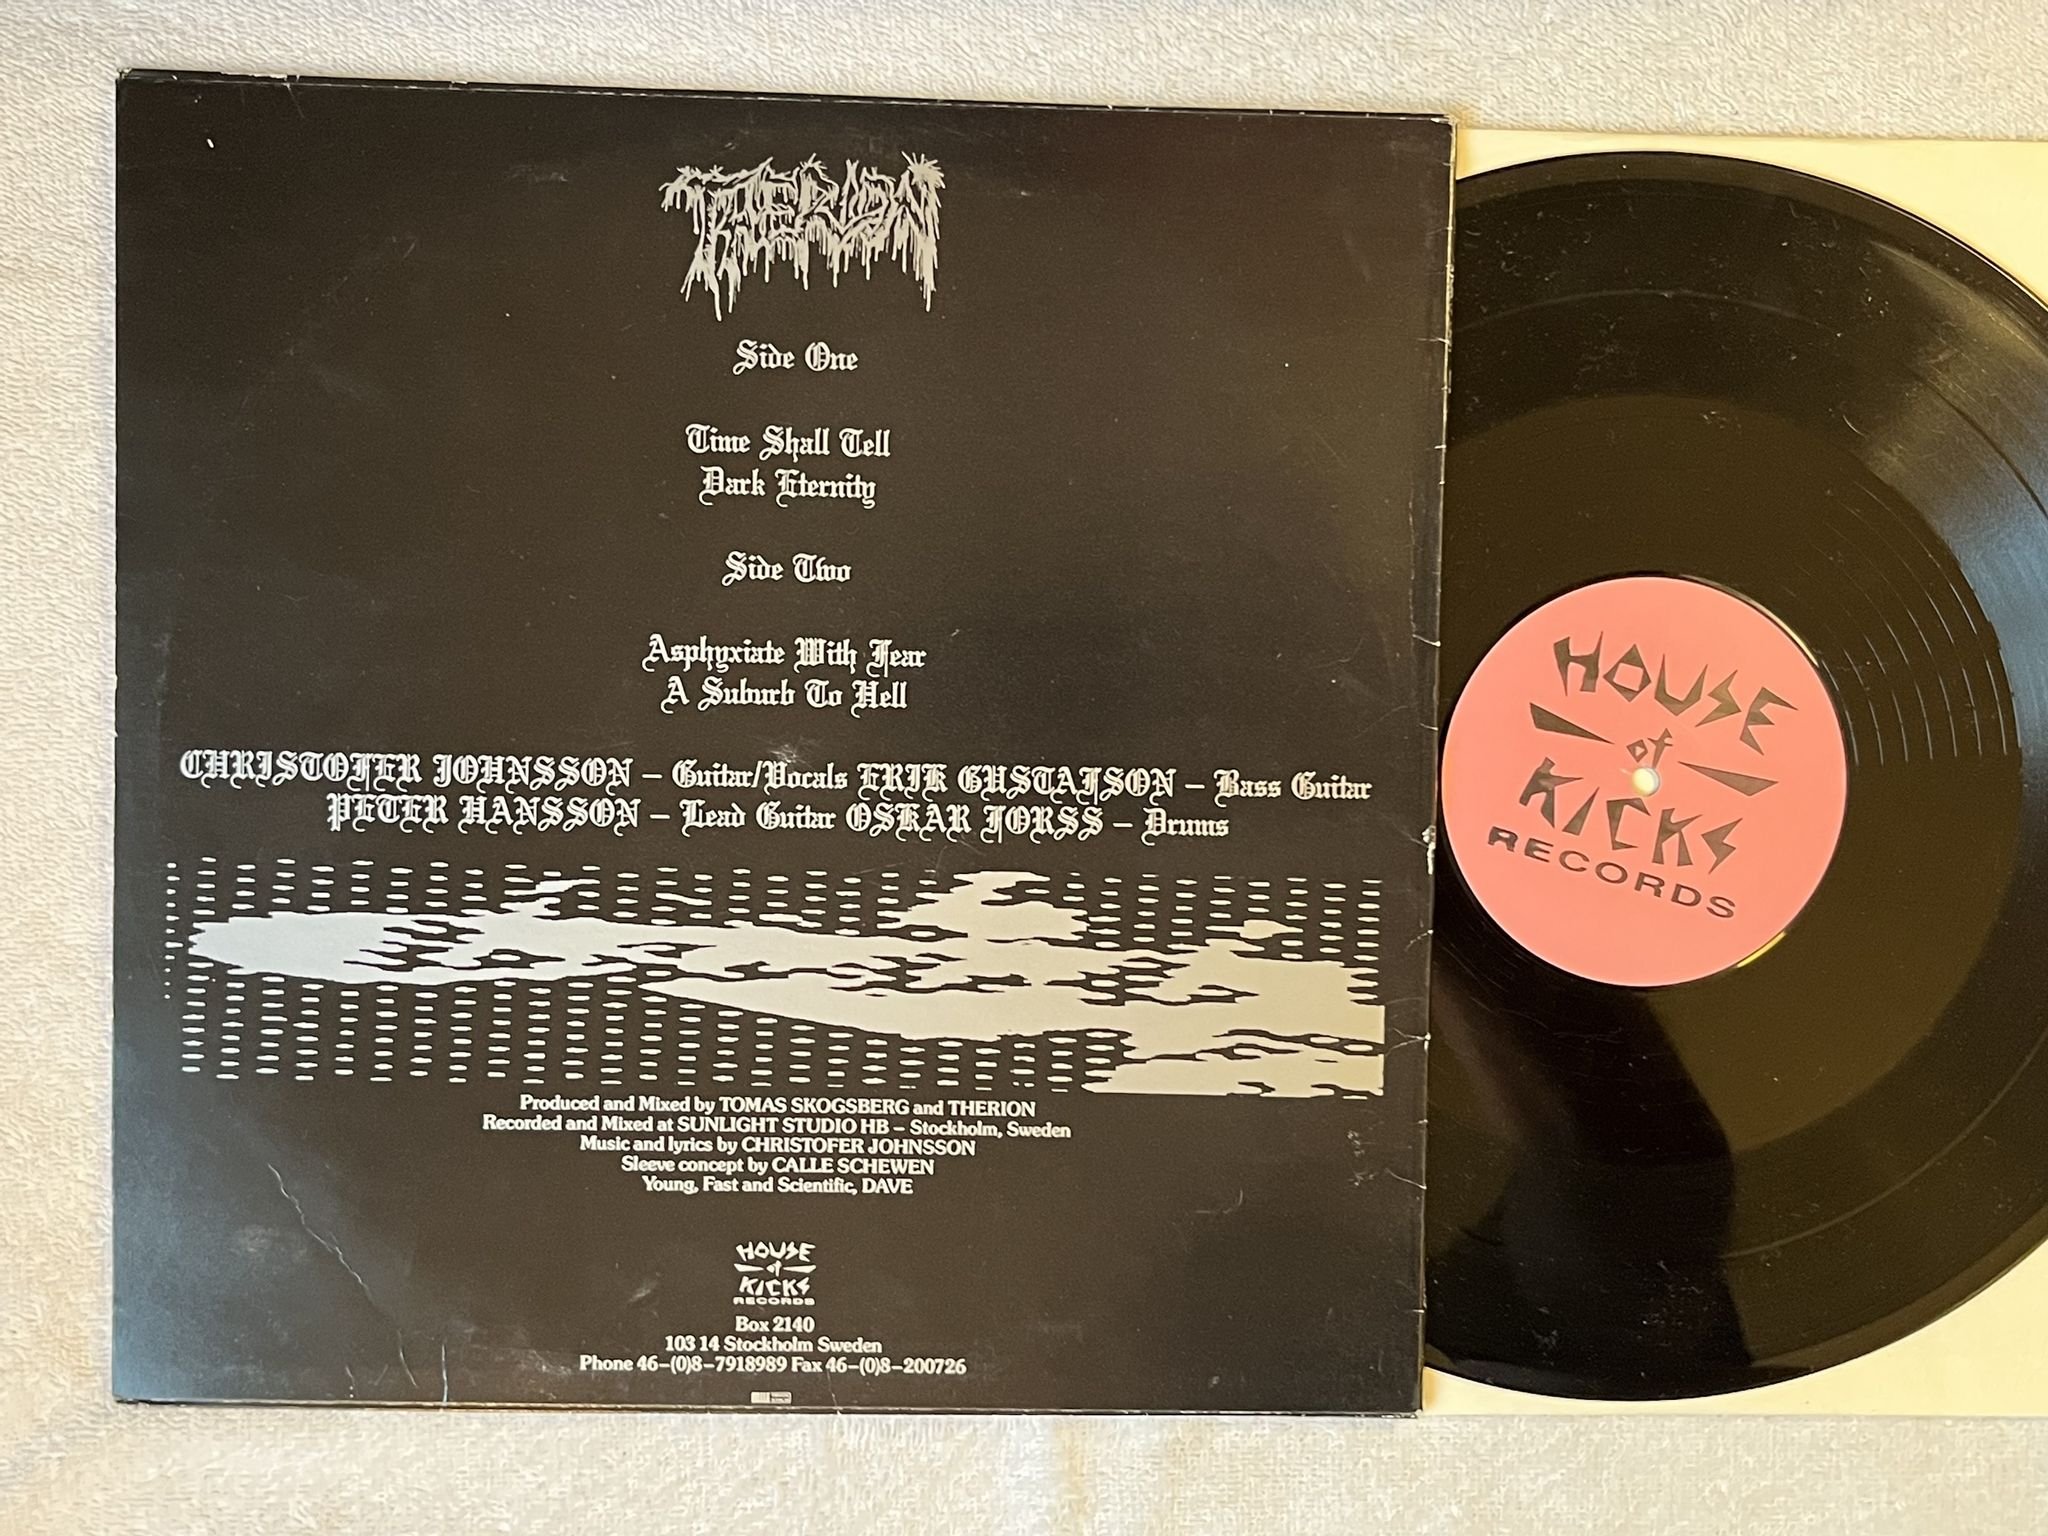 THERION
Side One
Time Shall Tell
Dark Eternity
Side Two
Asphyxiate With Fear
A Suburb To Hell
CHRISTOFER JOHNSSON – Guitar/Vocals ERIK GUSTAFSON – Bass Guitar
PETER HANSSON – Lead Guitar OSKAR FORSS – Drums
Produced and Mixed by TOMAS SKOGSBERG and THERION
Recorded and Mixed at SUNLIGHT STUDIO HB – Stockholm, Sweden
Music and lyrics by CHRISTOFER JOHNSSON
Sleeve concept by CALLE SCHEWEN
Young, Fast and Scientific, DAVE
HOUSE
of
KICKS
RECORDS
Box 2140
103 14 Stockholm Sweden
Phone 46–(0)8–7918989 Fax 46–(0)8–200726
HOUSE
of
KICKS
RECORDS